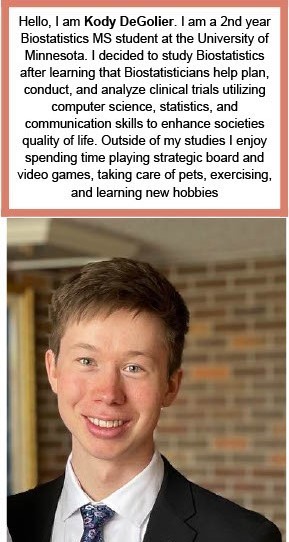 Hello, I am Kody DeGolier. I am a 2nd year
Biostatistics MS student at the University of
Minnesota. I decided to study Biostatistics
after learning that Biostatisticians help plan,
conduct, and analyze clinical trials utilizing
computer science, statistics, and
communication skills to enhance societies
quality of life. Outside of my studies I enjoy
spending time playing strategic board and
video games, taking care of pets, exercising,
and learning new hobbies